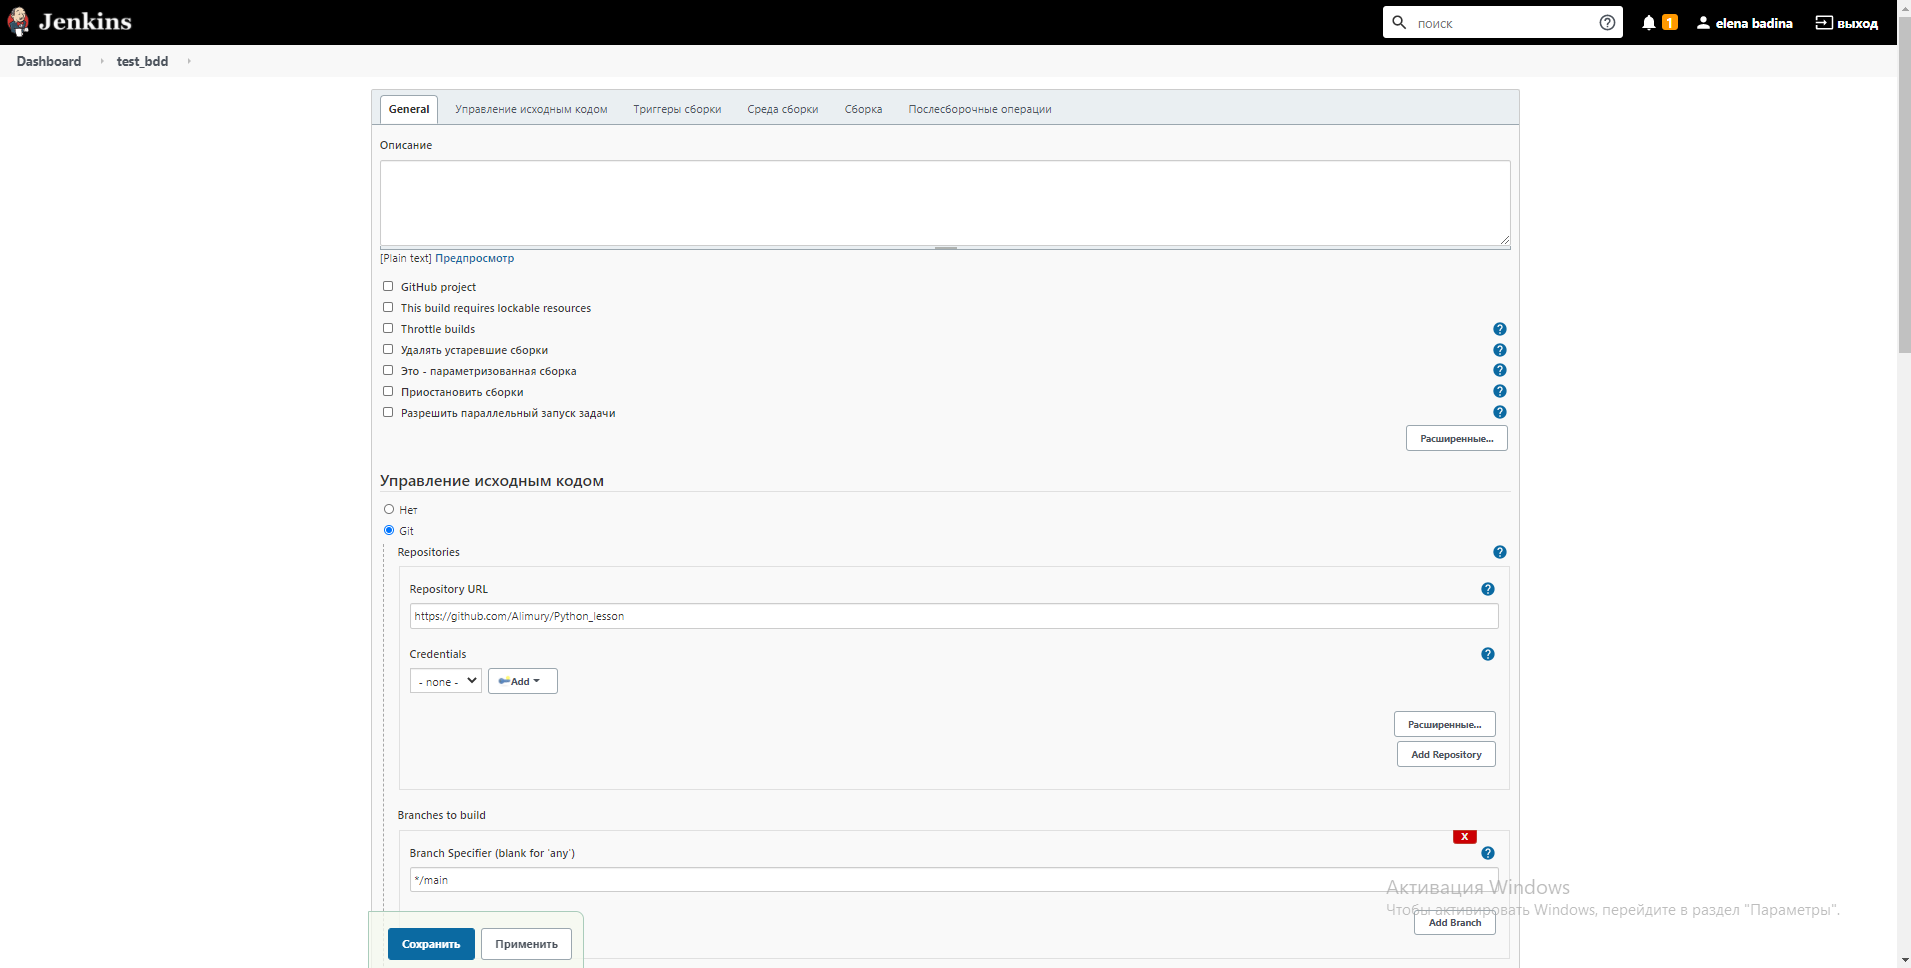 Jenkins
поиск
1
elena badina
выход
Dashboard
test_bdd
General
Управление исходным кодом
Триггеры сборки
Среда сборки
Сборка
Послесборочные операции
Описание
[Plain text] Предпросмотр
GitHub project
This build requires lockable resources
Throttle builds
?
Удалять устаревшие сборки
?
Это - параметризованная сборка
?
Приостановить сборки
?
Разрешить параллельный запуск задачи
?
Расширенные...
Управление исходным кодом
Нет
Git
Repositories
?
Repository URL
?
https://github.com/Alimury/Python_lesson
Credentials
?
- none -
Add
Расширенные...
Add Repository
Branches to build
X
Branch Specifier (blank for 'any')
?
*/main
Активация Windows
Чтобы активировать Windows, перейдите в раздел "Параметры".
Add Branch
Сохранить
Применить